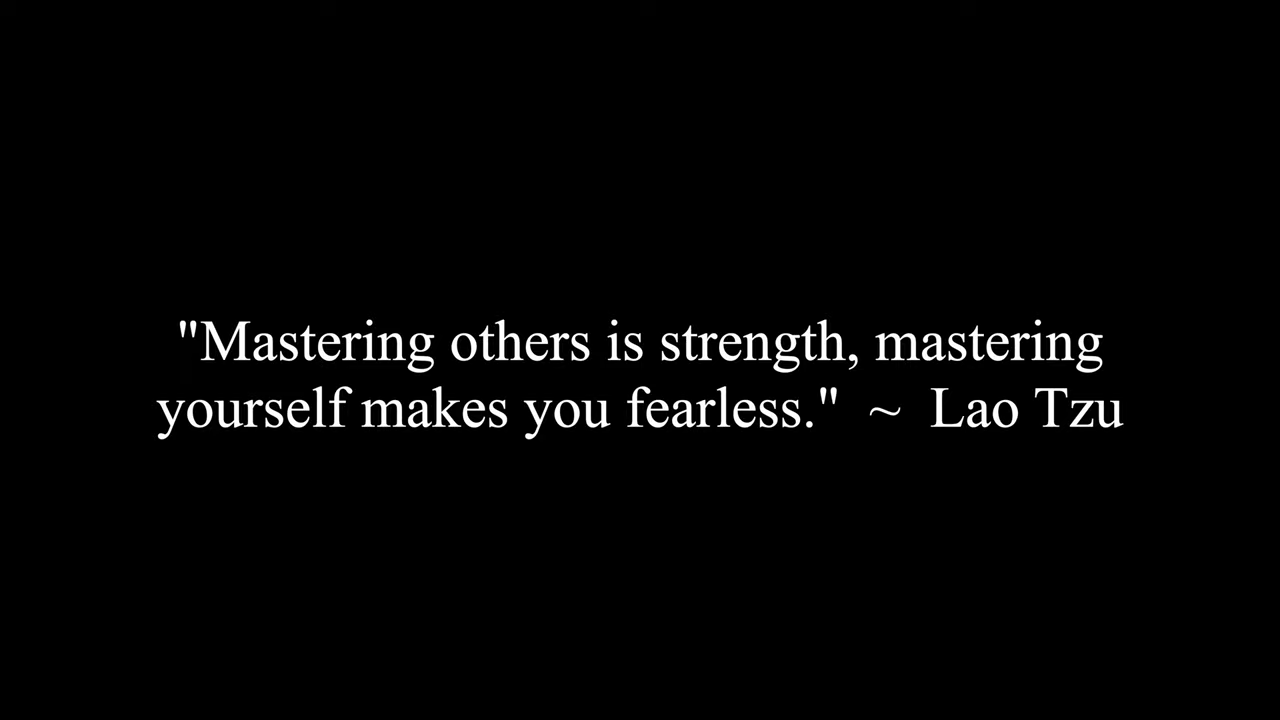 "Mastering others is strength, mastering
yourself makes you fearless."  ~  Lao Tzu